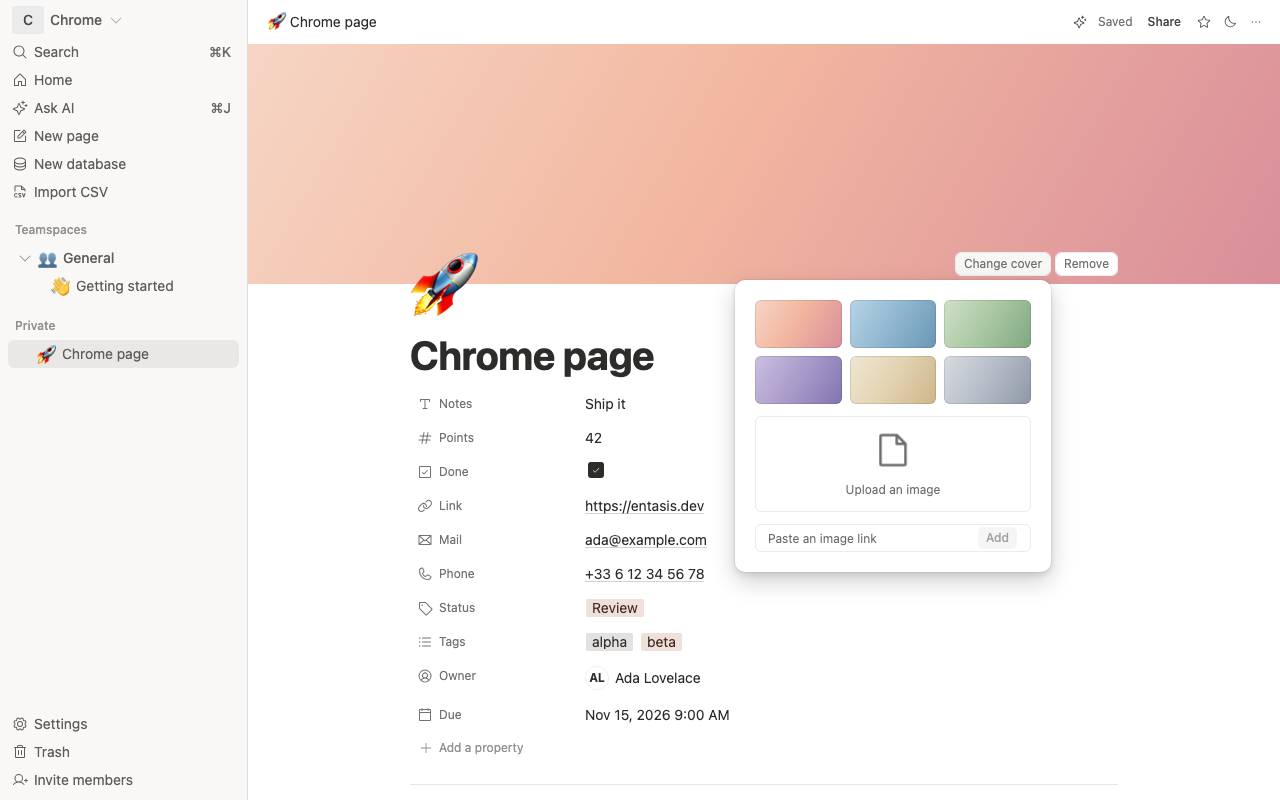 C Chrome
Search ⌘K
Home
Ask AI ⌘J
New page
New database
CSV Import CSV
Teamspaces
General
Getting started
Private
Chrome page
Settings
Trash
Invite members
Chrome page
Saved Share
Change cover Remove
Chrome page
Notes Ship it
Points 42
Done
Link https://entasis.dev
Mail ada@example.com
Phone +33 6 12 34 56 78
Status Review
Tags alpha beta
Owner AL Ada Lovelace
Due Nov 15, 2026 9:00 AM
Add a property
Upload an image
Paste an image link Add